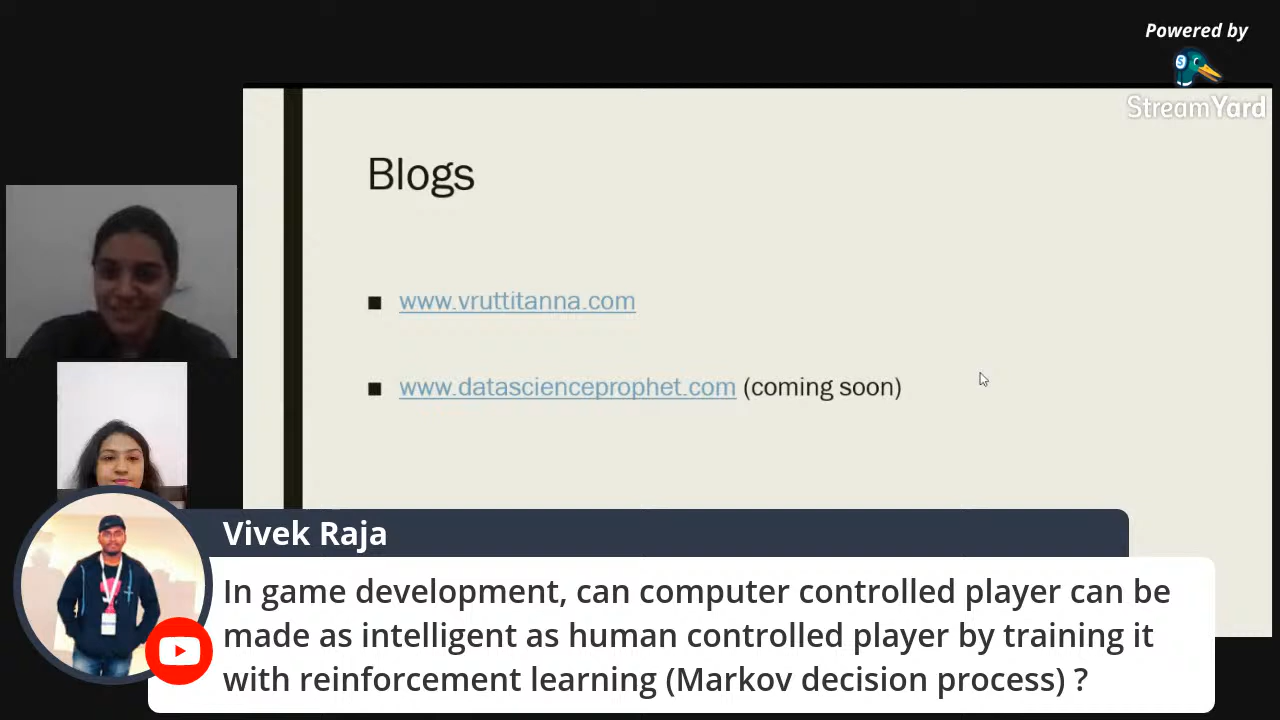 Powered by
StreamYard
Blogs
www.vruttitanna.com
www.datascienceprophet.com (coming soon)
Vivek Raja
In game development, can computer controlled player can be
made as intelligent as human controlled player by training it
with reinforcement learning (Markov decision process) ?